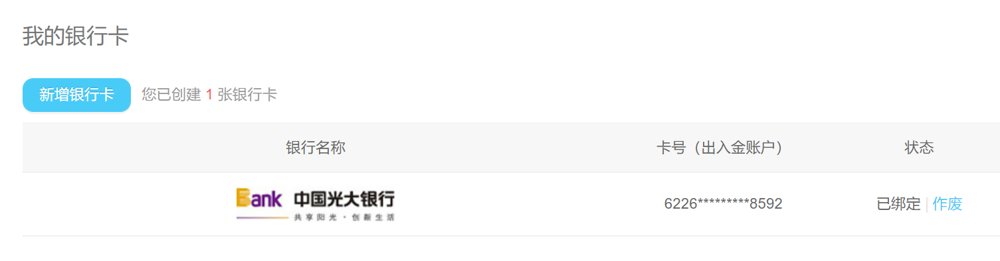 我的银行卡
新增银行卡 您已创建 1 张银行卡
银行名称 卡号（出入金账户） 状态
Bank 中国光大银行 6226*********8592 已绑定 | 作废
共享阳光·创新生活